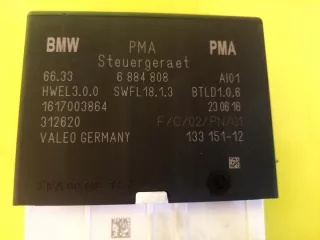 BMW PMA PMA
Steuergeraet
66.33 6 884 808 AI01
HWEL3.0.0 SWFL18.1.3 BTLD1.0.6
1617003864 23 06 16
312620 F/C/02/PN/01
VALEO GERMANY 133 151-12